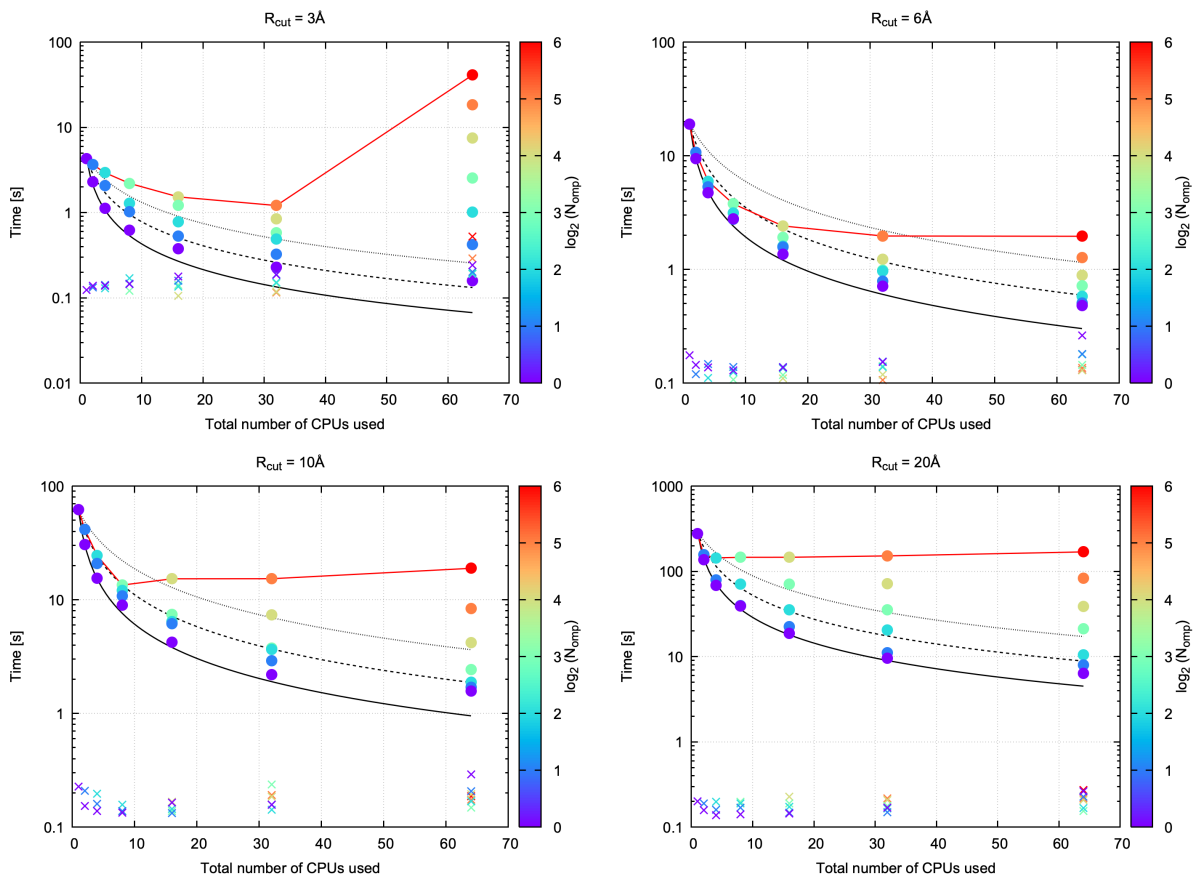 R_cut = 3Å
100
10
1
0.1
0.01
Time [s]
0 10 20 30 40 50 60 70
Total number of CPUs used
6
5
4
3
2
1
0
log_2 (N_omp)
R_cut = 6Å
100
10
1
0.1
Time [s]
0 10 20 30 40 50 60 70
Total number of CPUs used
6
5
4
3
2
1
0
log_2 (N_omp)
R_cut = 10Å
100
10
1
0.1
Time [s]
0 10 20 30 40 50 60 70
Total number of CPUs used
6
5
4
3
2
1
0
log_2 (N_omp)
R_cut = 20Å
1000
100
10
1
0.1
Time [s]
0 10 20 30 40 50 60 70
Total number of CPUs used
6
5
4
3
2
1
0
log_2 (N_omp)